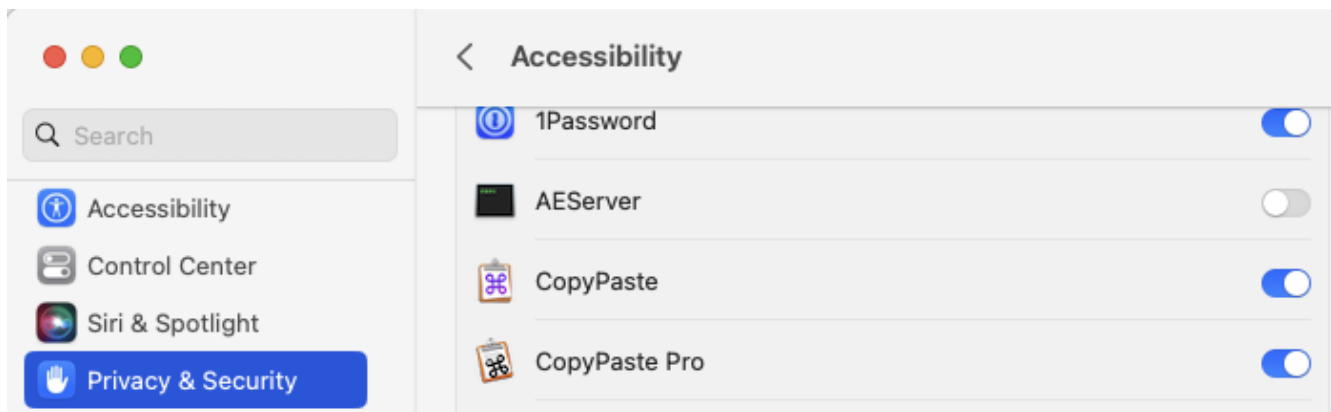 Accessibility
Search
Accessibility
Control Center
Siri & Spotlight
Privacy & Security
1Password
AEServer
CopyPaste
CopyPaste Pro